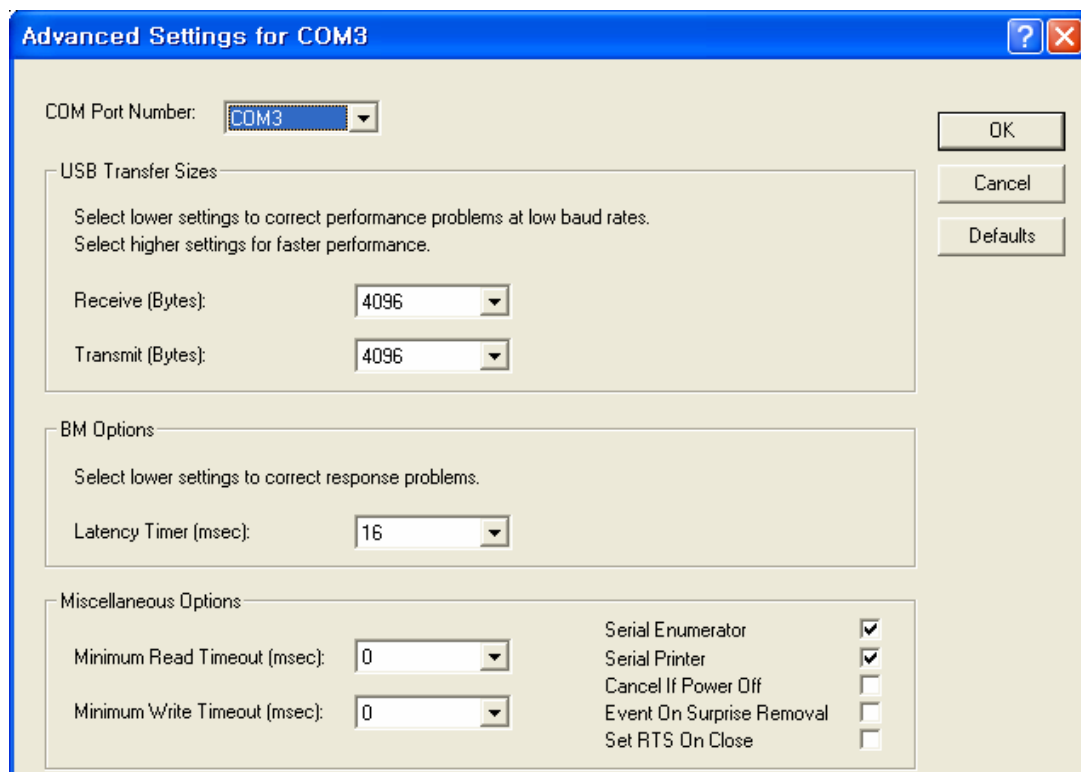 Advanced Settings for COM3
COM Port Number: COM3
OK
Cancel
Defaults
USB Transfer Sizes
Select lower settings to correct performance problems at low baud rates.
Select higher settings for faster performance.
Receive (Bytes): 4096
Transmit (Bytes): 4096
BM Options
Select lower settings to correct response problems.
Latency Timer (msec): 16
Miscellaneous Options
Minimum Read Timeout (msec): 0
Minimum Write Timeout (msec): 0
Serial Enumerator
Serial Printer
Cancel If Power Off
Event On Surprise Removal
Set RTS On Close